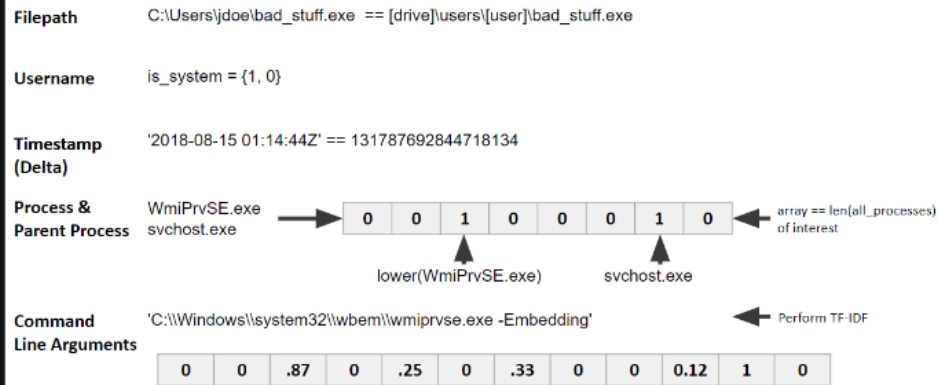 Filepath C:\Users\jdoe\bad_stuff.exe == [drive]\users\[user]\bad_stuff.exe
Username is_system = {1, 0}
Timestamp (Delta) '2018-08-15 01:14:44Z' == 131787692844718134
Process & Parent Process
WmiPrvSE.exe
svchost.exe
0 0 1 0 0 0 1 0
array == len(all_processes)
of interest
lower(WmiPrvSE.exe) svchost.exe
Command Line Arguments
'C:\\Windows\\system32\\wbem\\wmiprvse.exe -Embedding'
Perform TF-IDF
0 0 .87 0 .25 0 .33 0 0 0.12 1 0